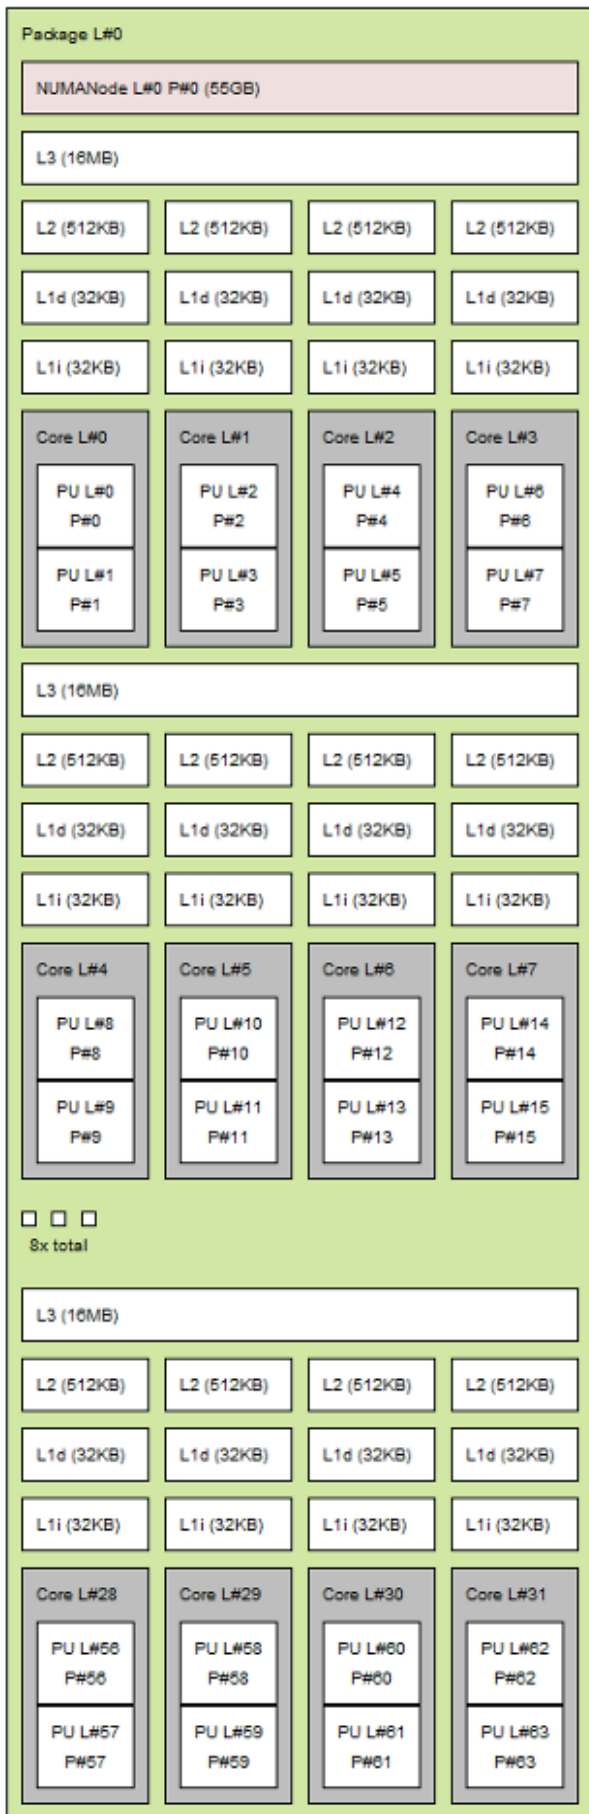 Package L#0
NUMANode L#0 P#0 (55GB)
L3 (16MB)
L2 (512KB) L2 (512KB) L2 (512KB) L2 (512KB)
L1d (32KB) L1d (32KB) L1d (32KB) L1d (32KB)
L1i (32KB) L1i (32KB) L1i (32KB) L1i (32KB)
Core L#0 Core L#1 Core L#2 Core L#3
PU L#0 PU L#2 PU L#4 PU L#6
P#0 P#2 P#4 P#6
PU L#1 PU L#3 PU L#5 PU L#7
P#1 P#3 P#5 P#7
L3 (16MB)
L2 (512KB) L2 (512KB) L2 (512KB) L2 (512KB)
L1d (32KB) L1d (32KB) L1d (32KB) L1d (32KB)
L1i (32KB) L1i (32KB) L1i (32KB) L1i (32KB)
Core L#4 Core L#5 Core L#6 Core L#7
PU L#8 PU L#10 PU L#12 PU L#14
P#8 P#10 P#12 P#14
PU L#9 PU L#11 PU L#13 PU L#15
P#9 P#11 P#13 P#15
8x total
L3 (16MB)
L2 (512KB) L2 (512KB) L2 (512KB) L2 (512KB)
L1d (32KB) L1d (32KB) L1d (32KB) L1d (32KB)
L1i (32KB) L1i (32KB) L1i (32KB) L1i (32KB)
Core L#28 Core L#29 Core L#30 Core L#31
PU L#56 PU L#58 PU L#60 PU L#62
P#56 P#58 P#60 P#62
PU L#57 PU L#59 PU L#61 PU L#63
P#57 P#59 P#61 P#63